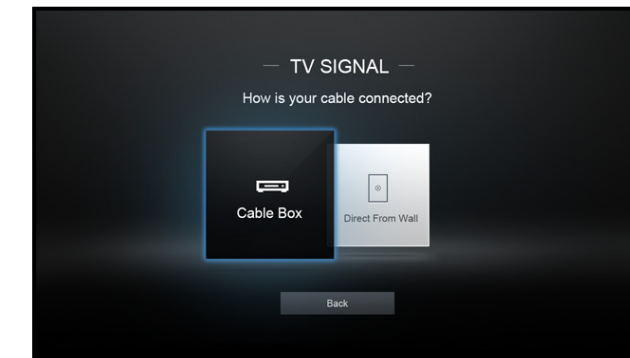 TV SIGNAL
How is your cable connected?
Cable Box
Direct From Wall
Back